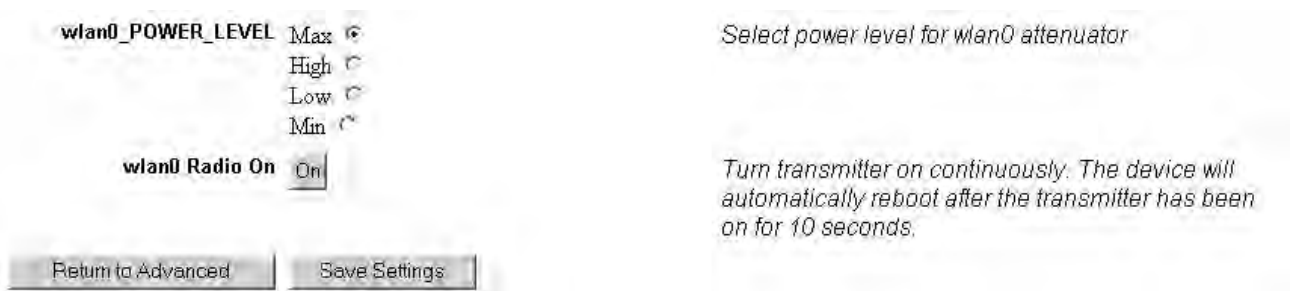 wlan0_POWER_LEVEL Max Select power level for wlan0 attenuator
High
Low
Min
wlan0 Radio On On Turn transmitter on continuously. The device will
automatically reboot after the transmitter has been
on for 10 seconds.
Return to Advanced Save Settings